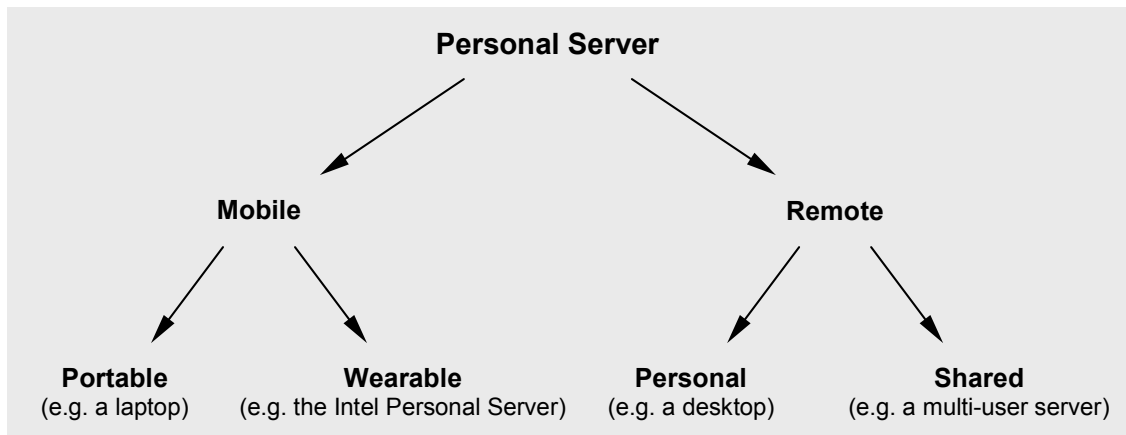 Personal Server
Mobile
Remote
Portable
(e.g. a laptop)
Wearable
(e.g. the Intel Personal Server)
Personal
(e.g. a desktop)
Shared
(e.g. a multi-user server)